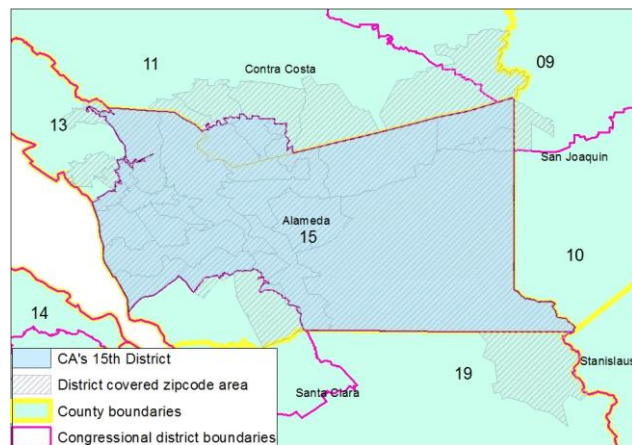 11
Contra Costa
09
13
San Joaquin
Alameda
15
10
14
Stanislaus
19
Santa Clara
CA's 15th District
District covered zipcode area
County boundaries
Congressional district boundaries